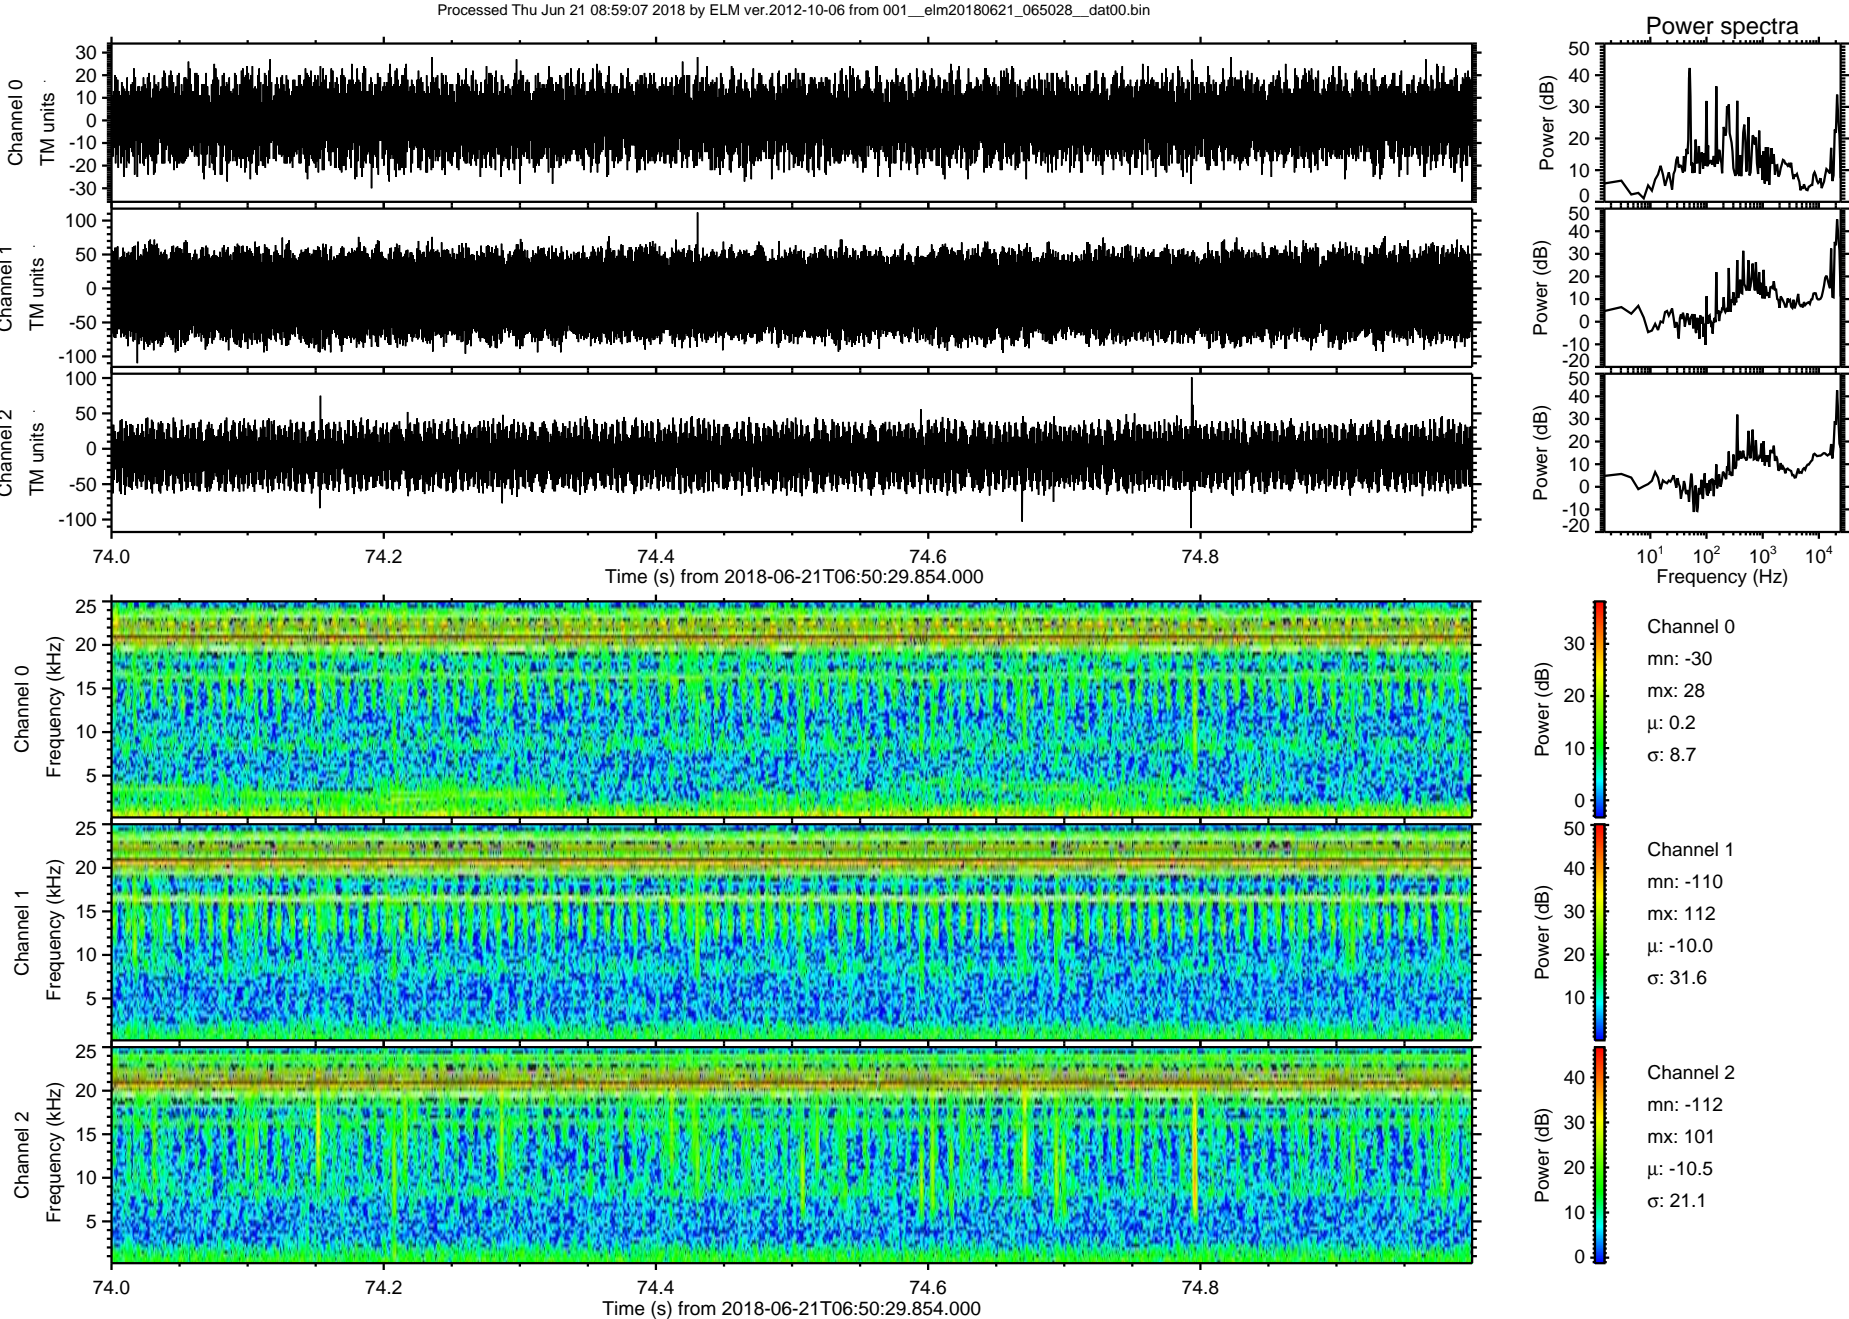 Processed Thu Jun 21 08:59:07 2018 by ELM ver.2012-10-06 from 001__elm20180621_065028__dat00.bin
Power spectra
Channel 0
TM units
30
20
10
0
-10
-20
-30
Power (dB)
50
40
30
20
10
0
Channel 1
TM units
100
50
0
-50
-100
Power (dB)
50
40
30
20
10
0
-10
-20
Channel 2
TM units
100
50
0
-50
-100
Power (dB)
50
40
30
20
10
0
-10
-20
74.0 74.2 74.4 74.6 74.8
Time (s) from 2018-06-21T06:50:29.854.000
10¹ 10² 10³ 10⁴
Frequency (Hz)
Channel 0
Frequency (kHz)
25
20
15
10
5
Power (dB)
30
20
10
0
Channel 0
mn: -30
mx: 28
μ: 0.2
σ: 8.7
Channel 1
Frequency (kHz)
25
20
15
10
5
Power (dB)
50
40
30
20
10
Channel 1
mn: -110
mx: 112
μ: -10.0
σ: 31.6
Channel 2
Frequency (kHz)
25
20
15
10
5
Power (dB)
40
30
20
10
0
Channel 2
mn: -112
mx: 101
μ: -10.5
σ: 21.1
74.0 74.2 74.4 74.6 74.8
Time (s) from 2018-06-21T06:50:29.854.000